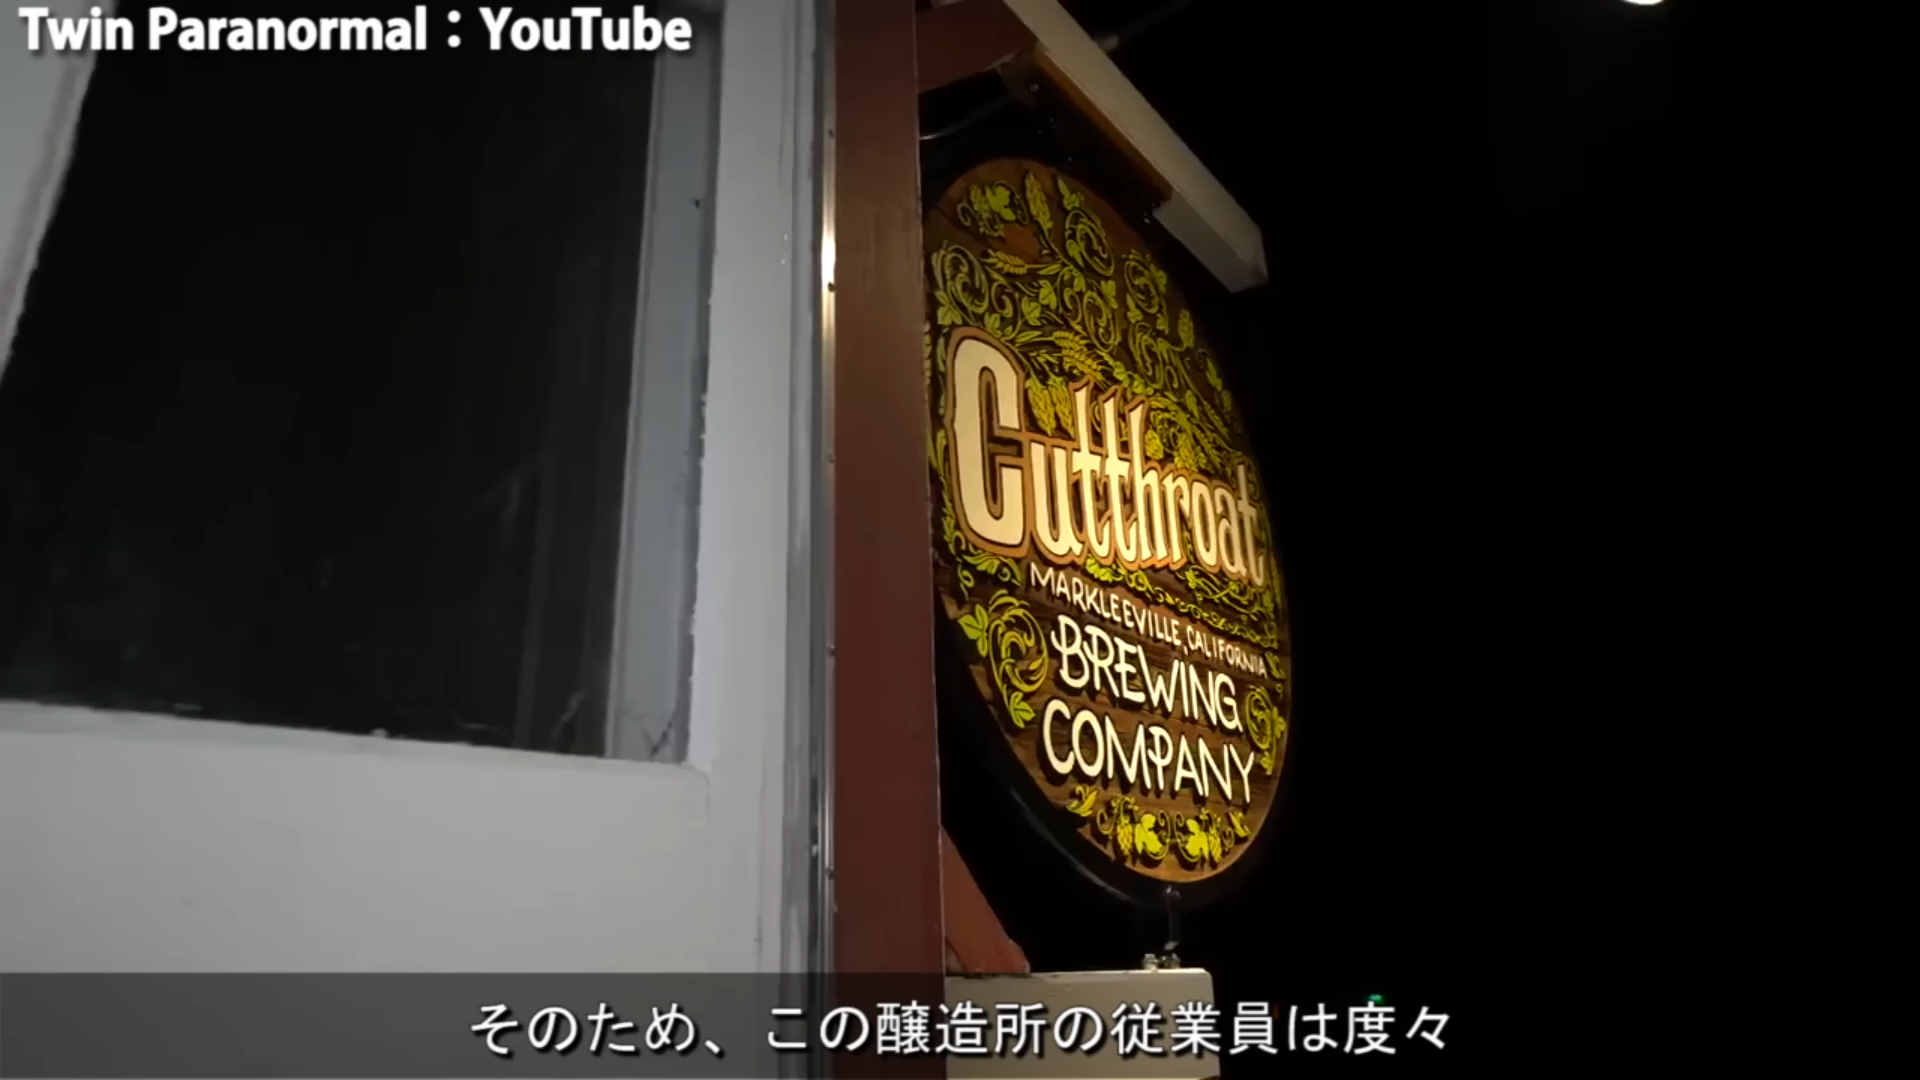 Twin Paranormal：YouTube
Cutthroat
MARKLEEVILLE, CALIFORNIA
BREWING
COMPANY
そのため、この醸造所の従業員は度々